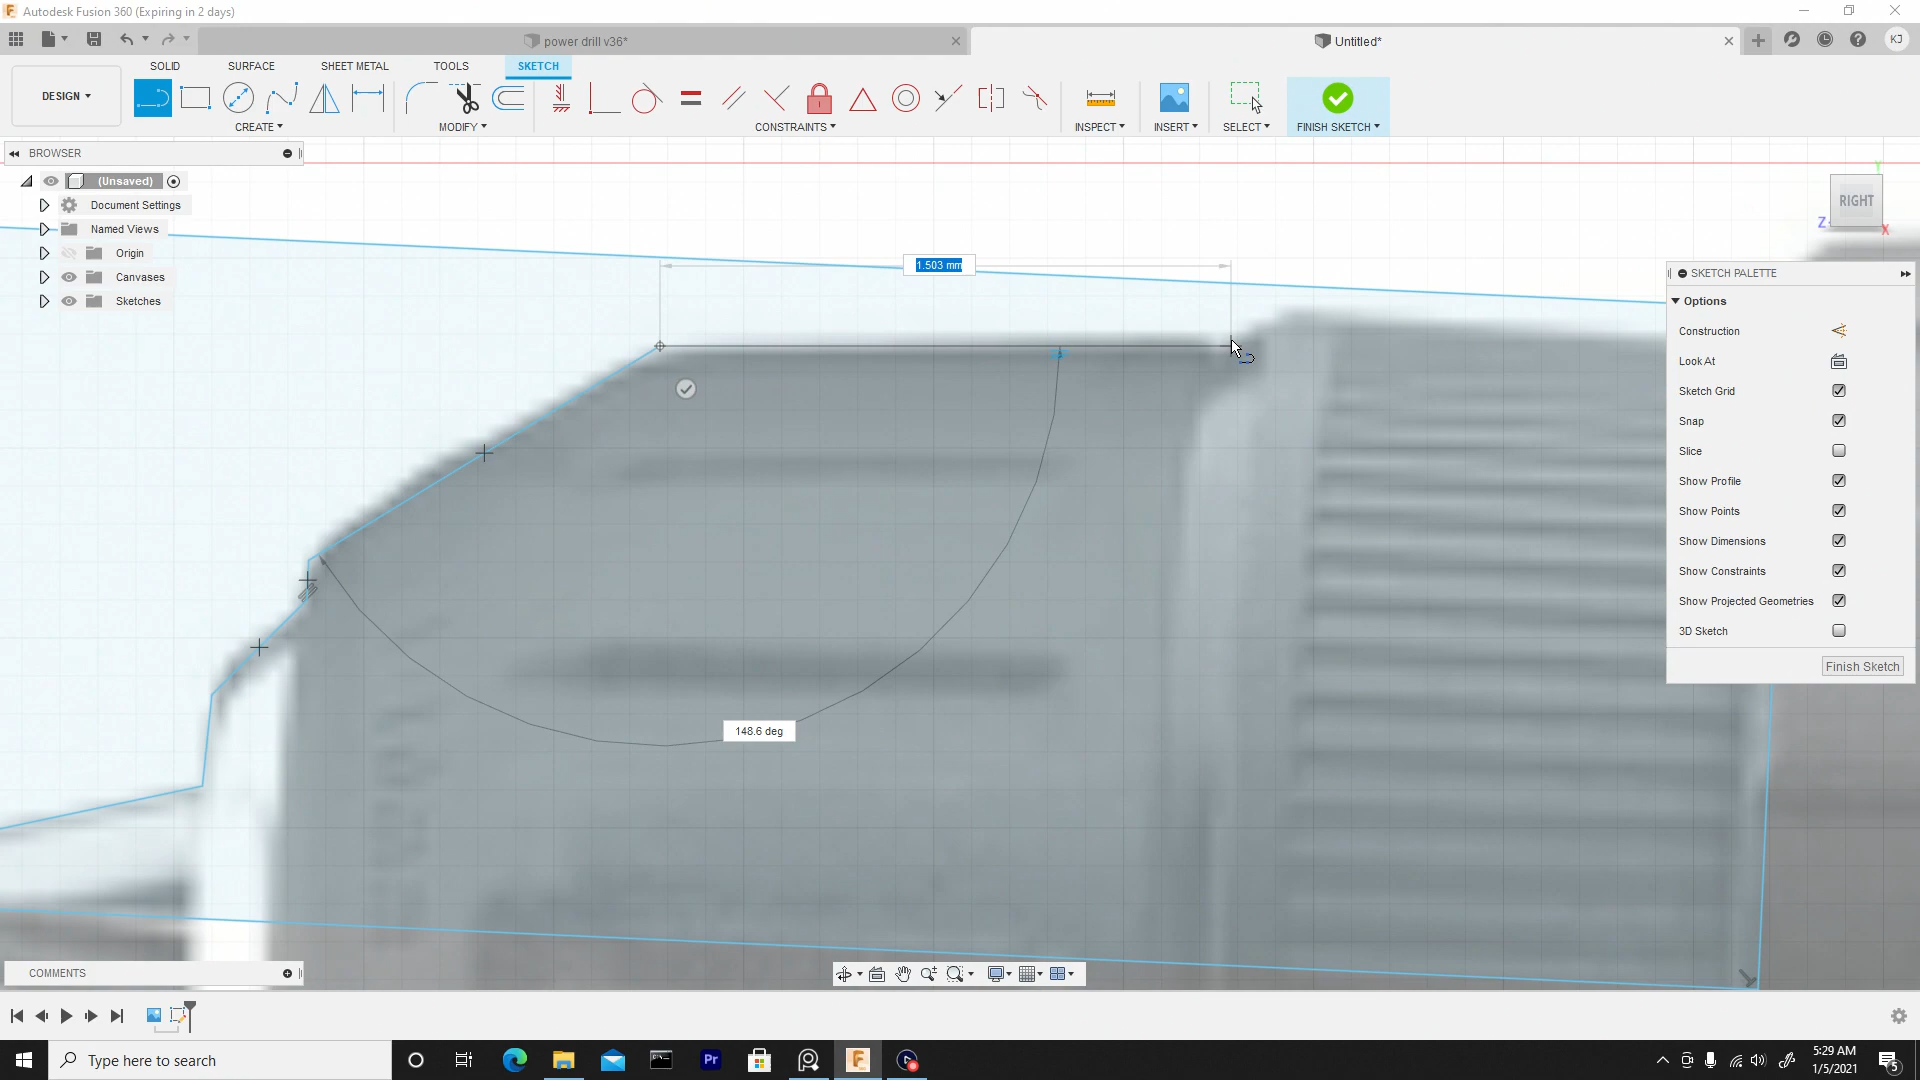 Autodesk Fusion 360 (Expiring in 2 days)
power drill v36*
Untitled*
KJ
SOLID
SURFACE
SHEET METAL
TOOLS
SKETCH
DESIGN
CREATE
MODIFY
CONSTRAINTS
INSPECT
INSERT
SELECT
FINISH SKETCH
BROWSER
(Unsaved)
Document Settings
Named Views
Origin
Canvases
Sketches
1.503 mm
148.6 deg
Y
RIGHT
Z
X
SKETCH PALETTE
Options
Construction
Look At
Sketch Grid
Snap
Slice
Show Profile
Show Points
Show Dimensions
Show Constraints
Show Projected Geometries
3D Sketch
Finish Sketch
COMMENTS
Type here to search
Pr
5:29 AM
1/5/2021
5